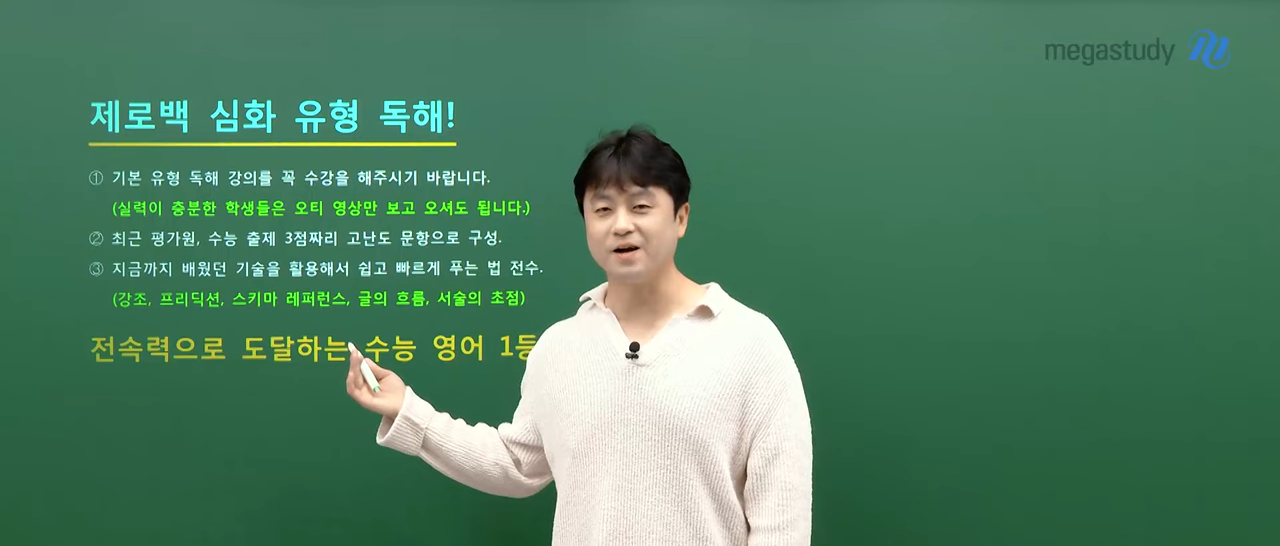 megastudy
제로백 심화 유형 독해!
① 기본 유형 독해 강의를 꼭 수강을 해주시기 바랍니다.
(실력이 충분한 학생들은 오티 영상만 보고 오셔도 됩니다.)
② 최근 평가원, 수능 출제 3점짜리 고난도 문항으로 구성.
③ 지금까지 배웠던 기술을 활용해서 쉽고 빠르게 푸는 법 전수.
(강조, 프리딕션, 스키마 레퍼런스, 글의 흐름, 서술의 초점)
전속력으로 도달하는 수능 영어 1등